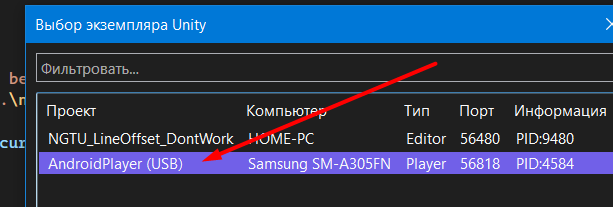 Выбор экземпляра Unity
Фильтровать...
be
.\n
cur
Проект Компьютер Тип Порт Информация
NGTU_LineOffset_DontWork HOME-PC Editor 56480 PID:9480
AndroidPlayer (USB) Samsung SM-A305FN Player 56818 PID:4584